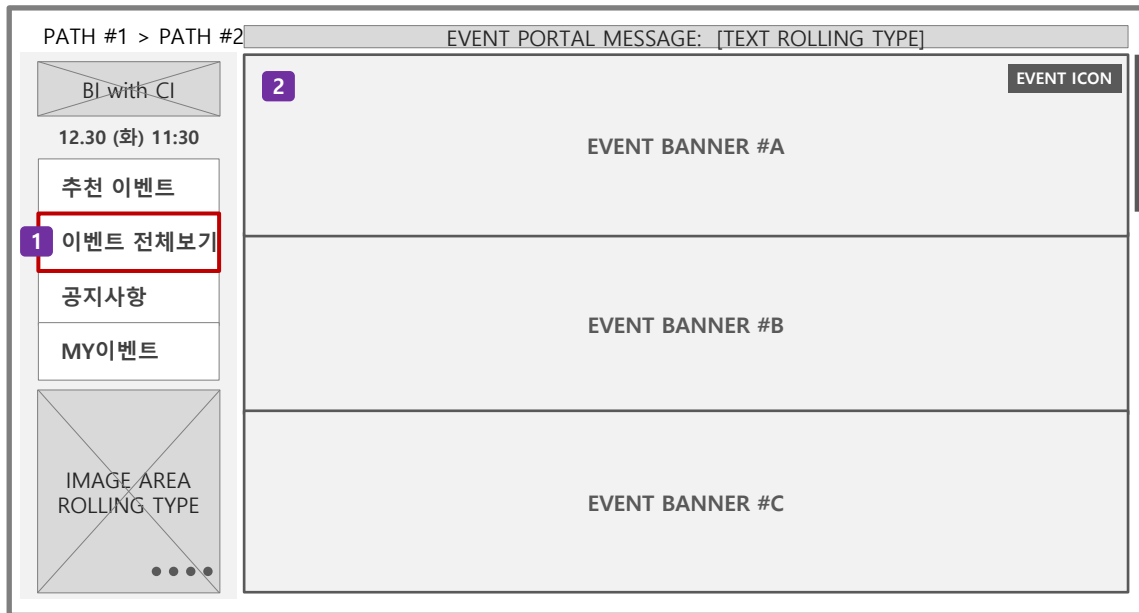 PATH #1 > PATH #2
EVENT PORTAL MESSAGE: [TEXT ROLLING TYPE]
BI with CI
12.30 (화) 11:30
추천 이벤트
1 이벤트 전체보기
공지사항
MY이벤트
IMAGE AREA
ROLLING TYPE
2
EVENT ICON
EVENT BANNER #A
EVENT BANNER #B
EVENT BANNER #C